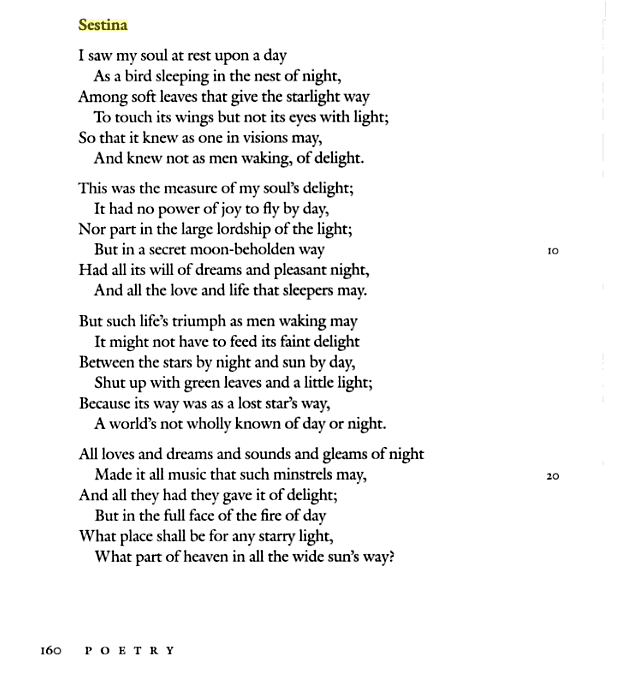 Sestina
I saw my soul at rest upon a day
As a bird sleeping in the nest of night,
Among soft leaves that give the starlight way
To touch its wings but not its eyes with light;
So that it knew as one in visions may,
And knew not as men waking, of delight.
This was the measure of my soul's delight;
It had no power of joy to fly by day,
Nor part in the large lordship of the light;
But in a secret moon-beholden way 10
Had all its will of dreams and pleasant night,
And all the love and life that sleepers may.
But such life's triumph as men waking may
It might not have to feed its faint delight
Between the stars by night and sun by day,
Shut up with green leaves and a little light;
Because its way was as a lost star's way,
A world's not wholly known of day or night.
All loves and dreams and sounds and gleams of night
Made it all music that such minstrels may, 20
And all they had they gave it of delight;
But in the full face of the fire of day
What place shall be for any starry light,
What part of heaven in all the wide sun's way?
160 POETRY